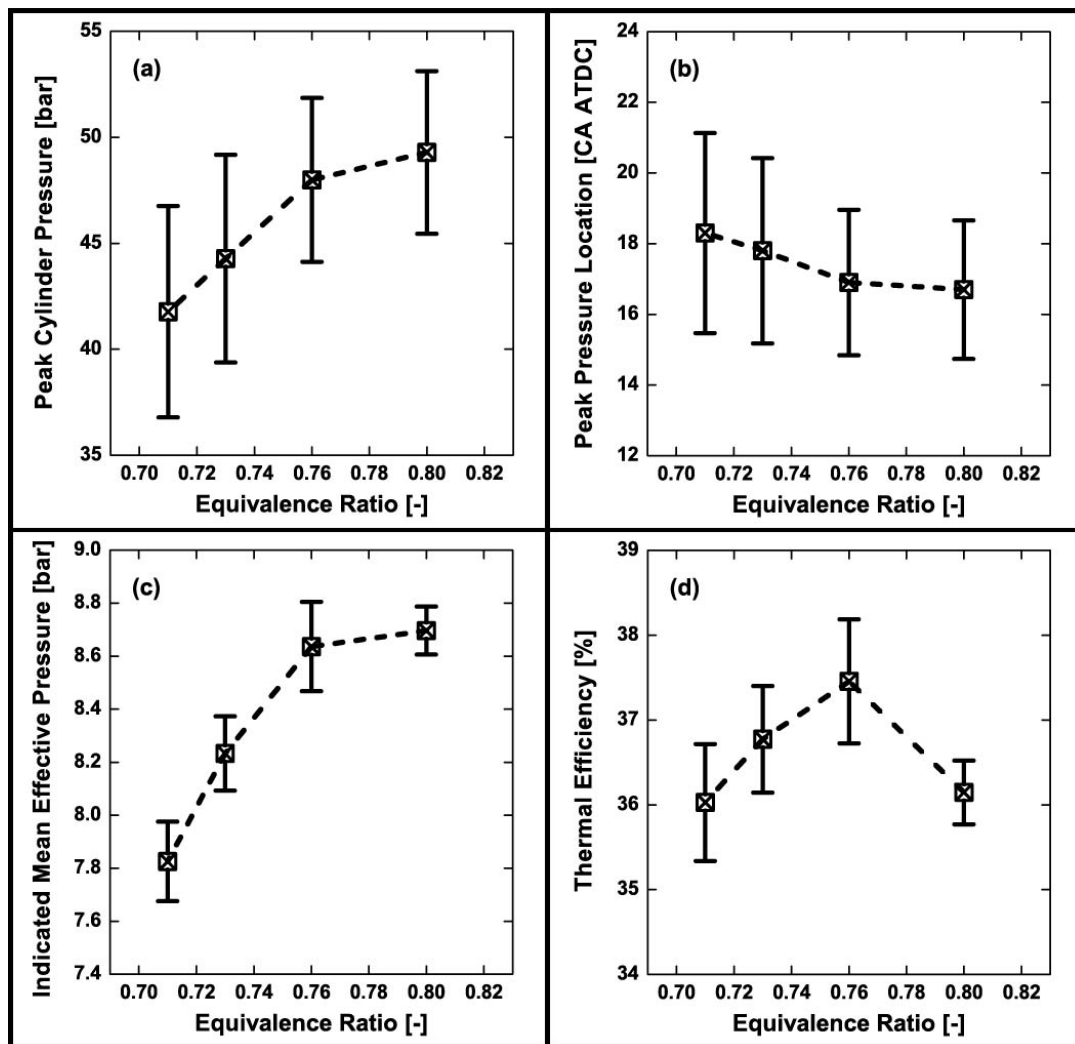 (a)
Peak Cylinder Pressure [bar]
55
50
45
40
35
0.70 0.72 0.74 0.76 0.78 0.80 0.82
Equivalence Ratio [-]
(b)
Peak Pressure Location [CA ATDC]
24
22
20
18
16
14
12
0.70 0.72 0.74 0.76 0.78 0.80 0.82
Equivalence Ratio [-]
(c)
Indicated Mean Effective Pressure [bar]
9.0
8.8
8.6
8.4
8.2
8.0
7.8
7.6
7.4
0.70 0.72 0.74 0.76 0.78 0.80 0.82
Equivalence Ratio [-]
(d)
Thermal Efficiency [%]
39
38
37
36
35
34
0.70 0.72 0.74 0.76 0.78 0.80 0.82
Equivalence Ratio [-]